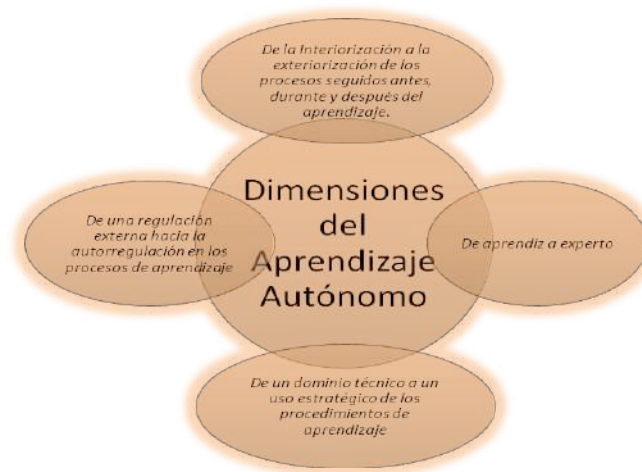 De la Interiorización a la
exteriorización de los
procesos seguidos antes,
durante y después del
aprendizaje.
Dimensiones
del
Aprendizaje
Autónomo
De una regulación
externa hacia la
autorregulación en los
procesos de aprendizaje
De aprendiz a experto
De un dominio técnico a un
uso estratégico de los
procedimientos de
aprendizaje